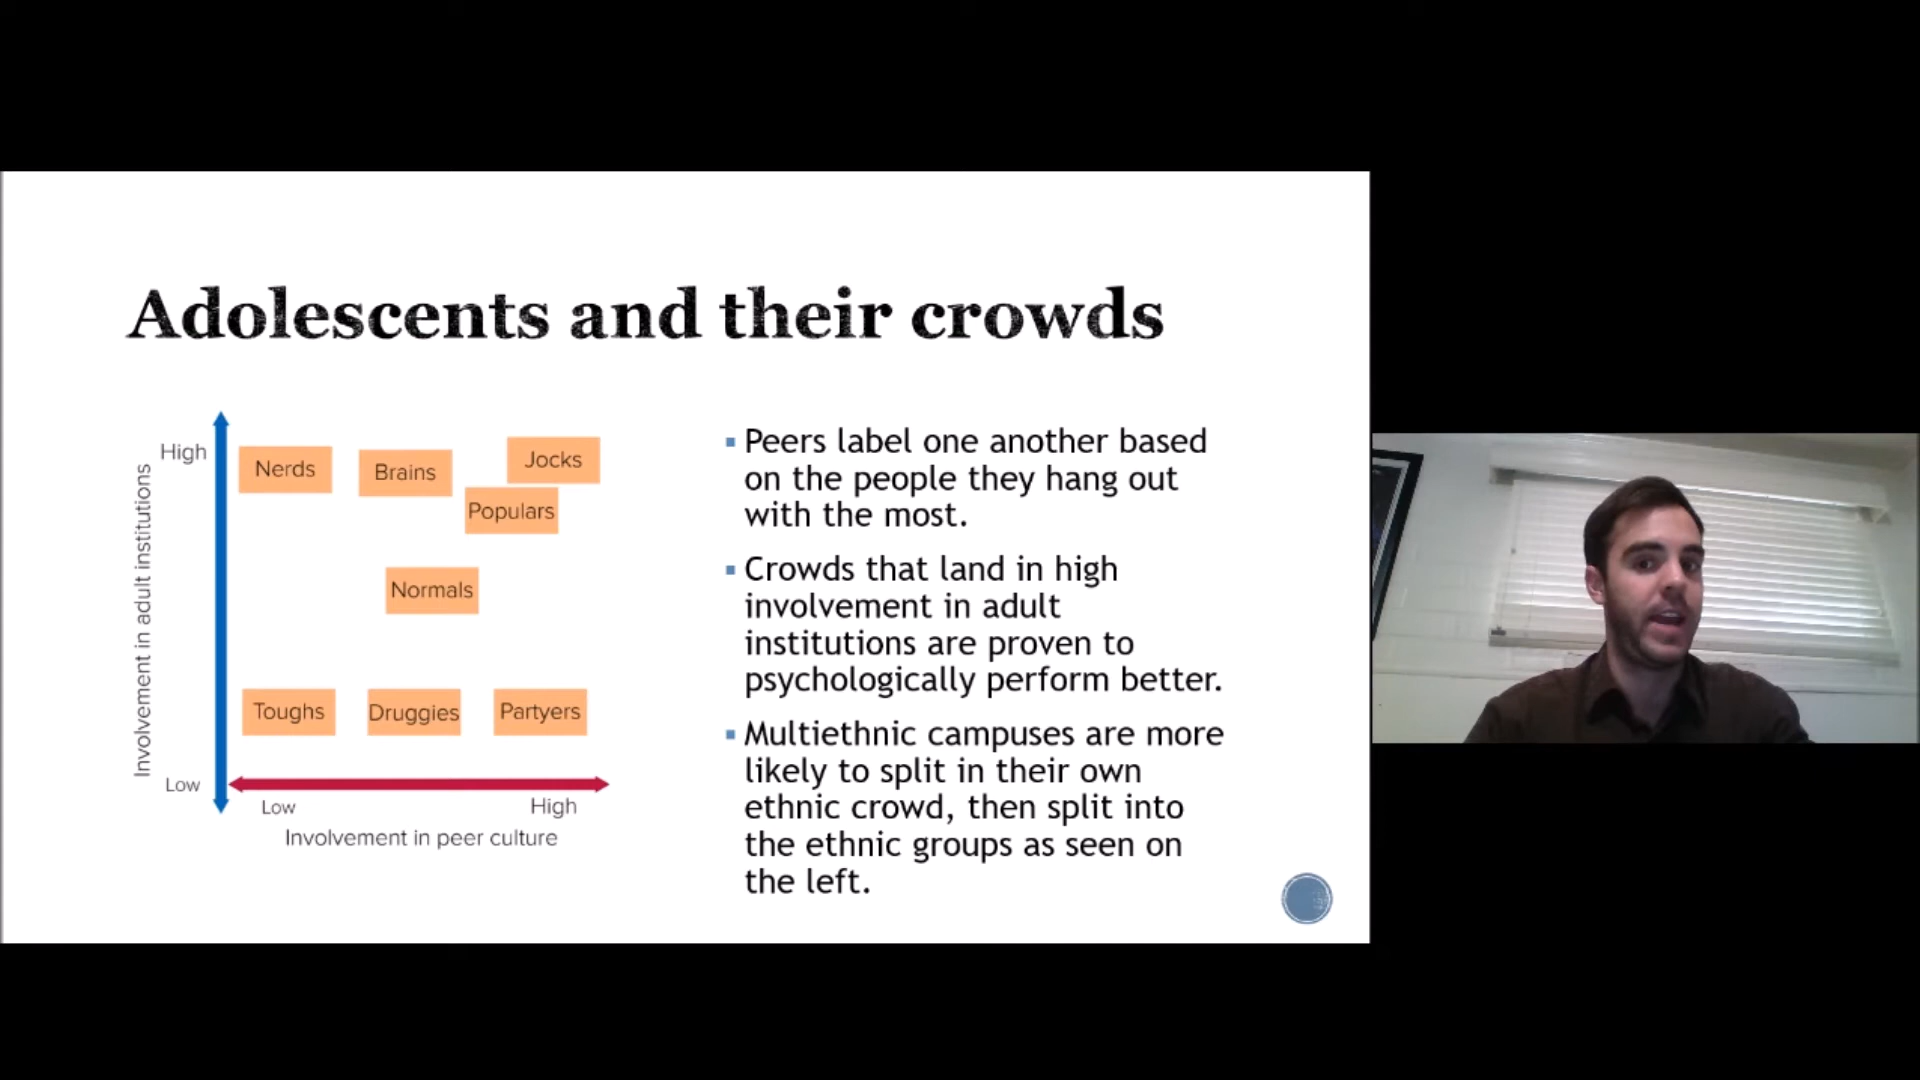 Adolescents and their crowds
High
Nerds
Brains
Jocks
Populars
Normals
Toughs
Druggies
Partyers
Low
Low
High
Involvement in adult institutions
Involvement in peer culture
Peers label one another based
on the people they hang out
with the most.
Crowds that land in high
involvement in adult
institutions are proven to
psychologically perform better.
Multiethnic campuses are more
likely to split in their own
ethnic crowd, then split into
the ethnic groups as seen on
the left.